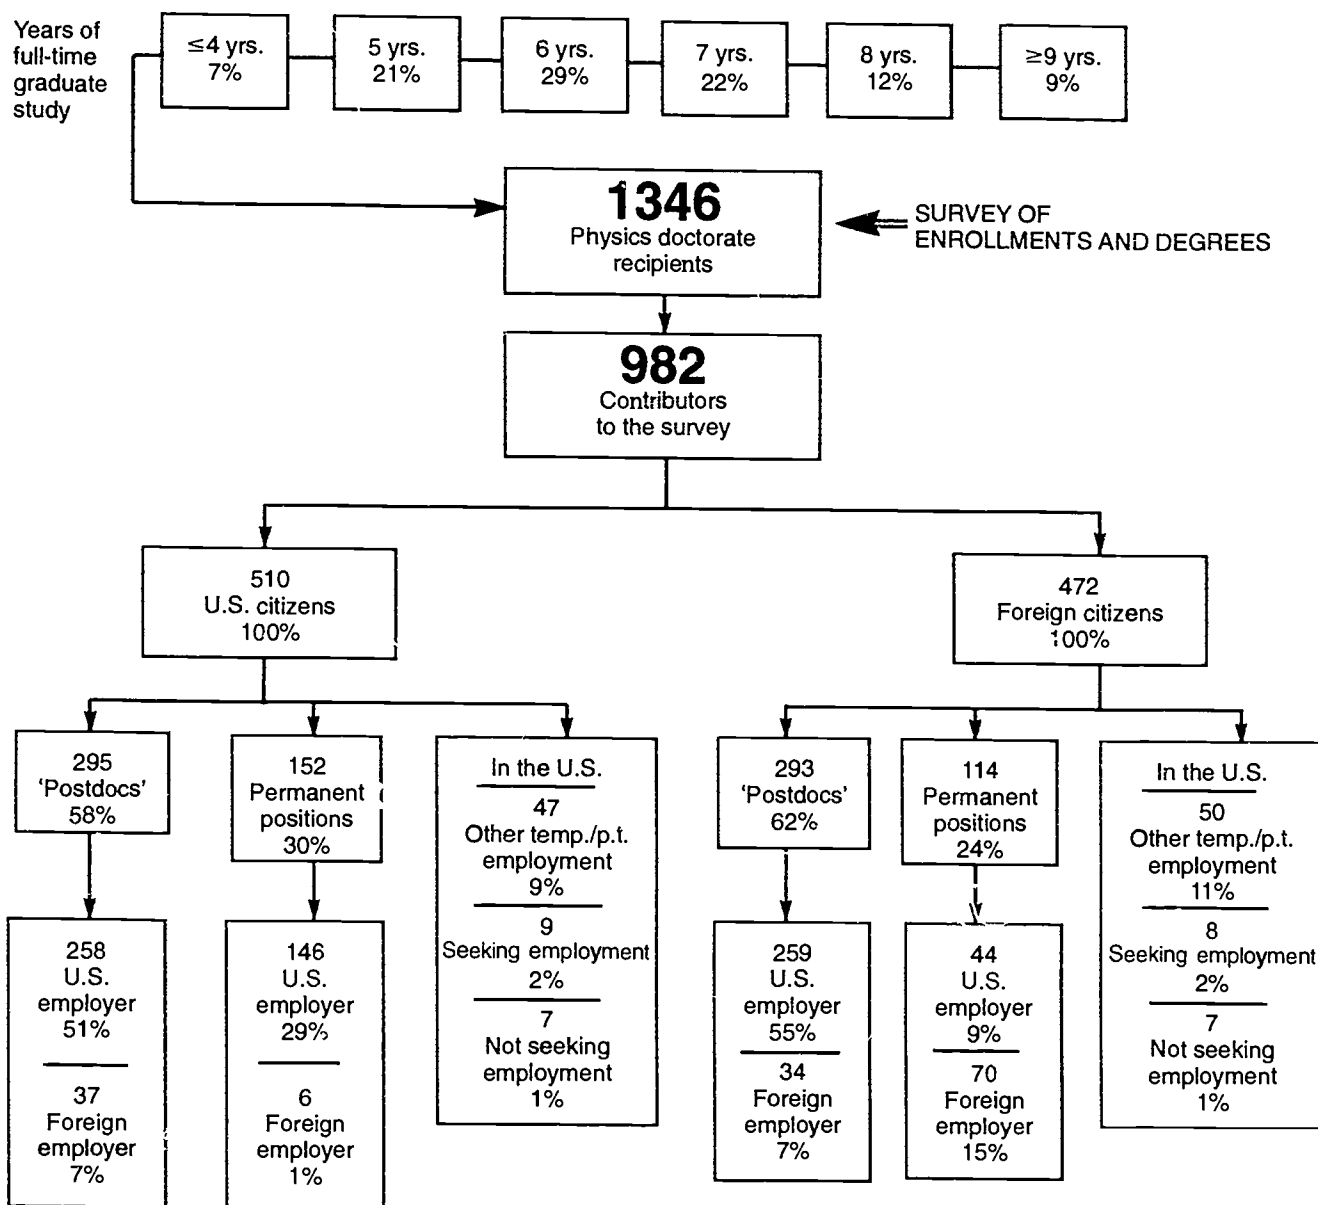 Years of
full-time
graduate
study
≤4 yrs.
7%
5 yrs.
21%
6 yrs.
29%
7 yrs.
22%
8 yrs.
12%
≥9 yrs.
9%
1346
Physics doctorate
recipients
SURVEY OF
ENROLLMENTS AND DEGREES
982
Contributors
to the survey
510
U.S. citizens
100%
472
Foreign citizens
100%
295
'Postdocs'
58%
258
U.S.
employer
51%
37
Foreign
employer
7%
152
Permanent
positions
30%
146
U.S.
employer
29%
6
Foreign
employer
1%
In the U.S.
47
Other temp./p.t.
employment
9%
9
Seeking employment
2%
7
Not seeking
employment
1%
293
'Postdocs'
62%
259
U.S.
employer
55%
34
Foreign
employer
7%
114
Permanent
positions
24%
44
U.S.
employer
9%
70
Foreign
employer
15%
In the U.S.
50
Other temp./p.t.
employment
11%
8
Seeking employment
2%
7
Not seeking
employment
1%